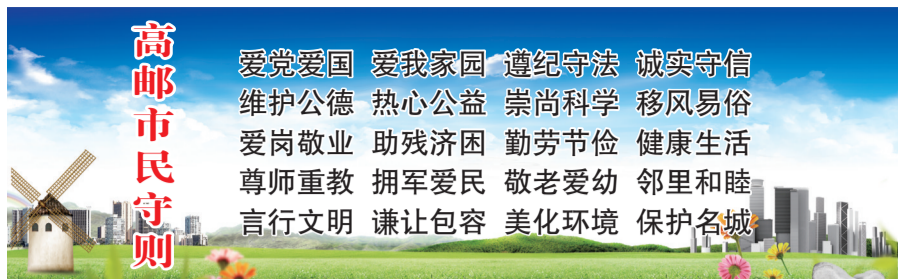 高邮市民守则
爱党爱国 爱我家园 遵纪守法 诚实守信
维护公德 热心公益 崇尚科学 移风易俗
爱岗敬业 助残济困 勤劳节俭 健康生活
尊师重教 拥军爱民 敬老爱幼 邻里和睦
言行文明 谦让包容 美化环境 保护名城